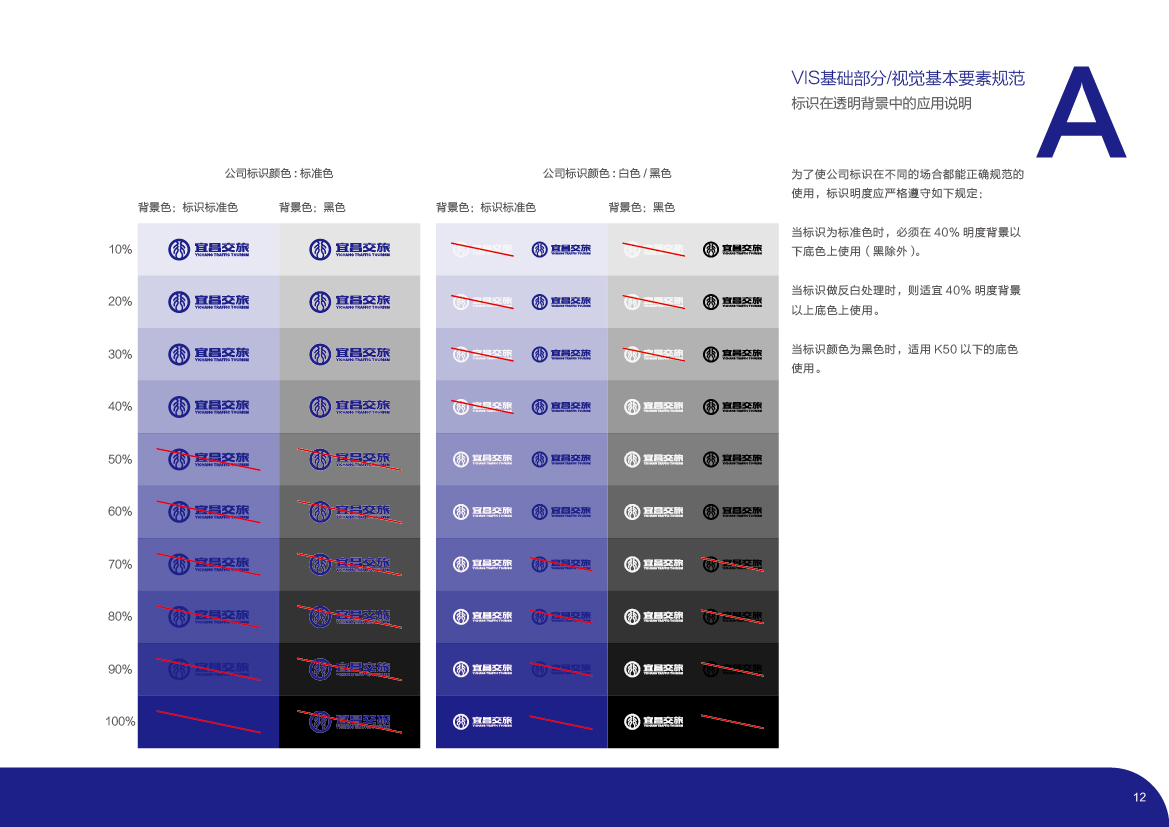 VIS基础部分/视觉基本要素规范
标识在透明背景中的应用说明
A
公司标识颜色 : 标准色
公司标识颜色 : 白色 / 黑色
背景色：标识标准色
背景色：黑色
背景色：标识标准色
背景色：黑色
10%
20%
30%
40%
50%
60%
70%
80%
90%
100%
宜昌交旅
YICHANG TRAFFIC TOURISM
为了使公司标识在不同的场合都能正确规范的
使用，标识明度应严格遵守如下规定：
当标识为标准色时，必须在 40% 明度背景以
下底色上使用（ 黑除外 ）。
当标识做反白处理时，则适宜 40% 明度背景
以上底色上使用。
当标识颜色为黑色时，适用 K50 以下的底色
使用。
12